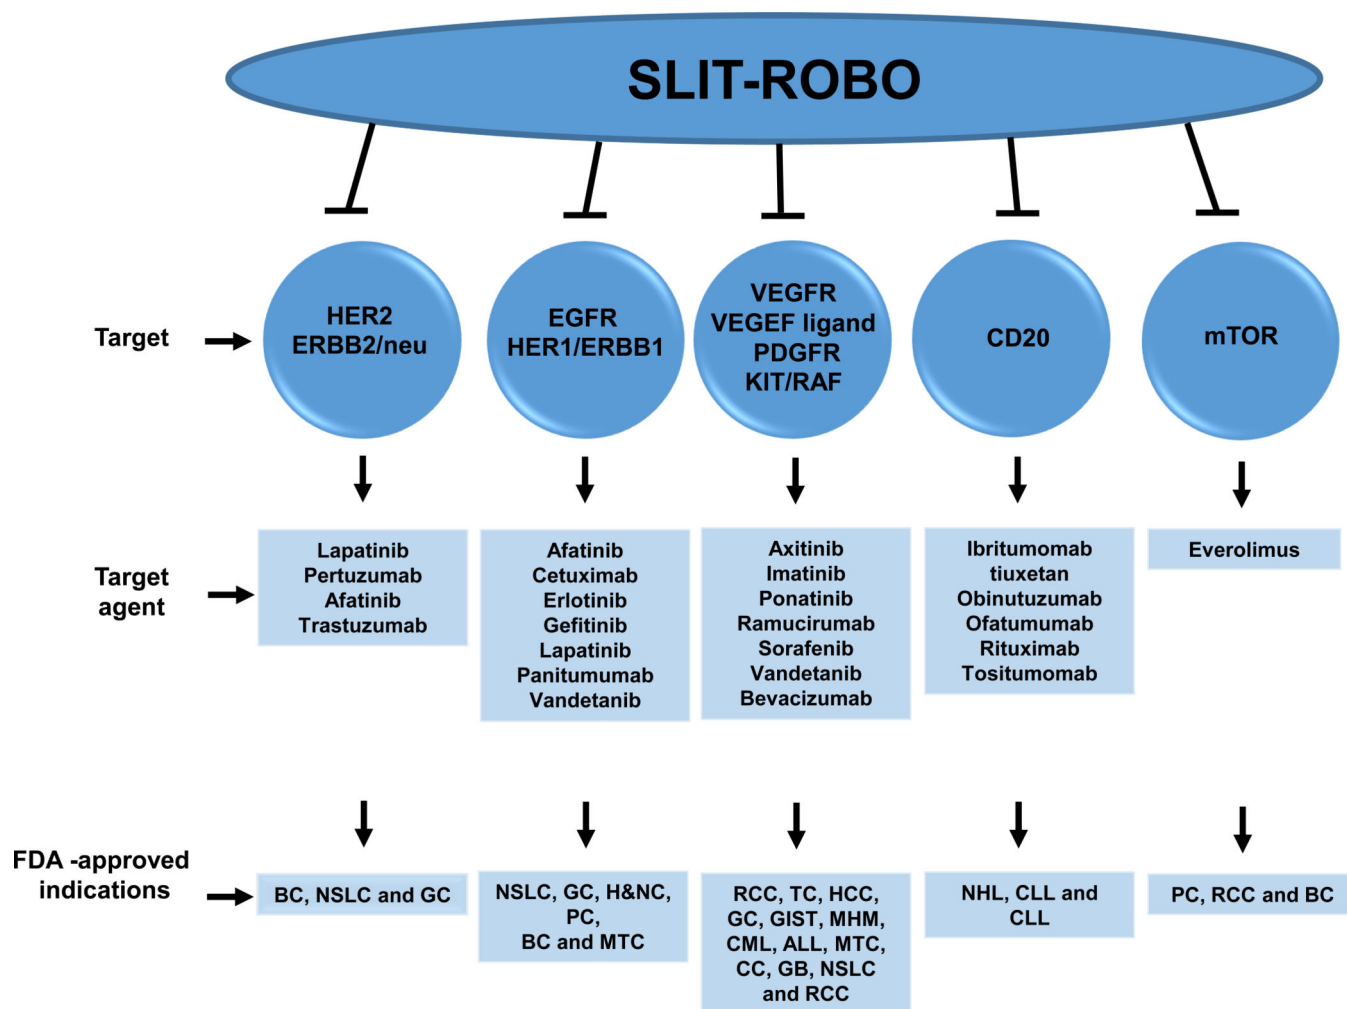 SLIT-ROBO
Target
HER2
ERBB2/neu
EGFR
HER1/ERBB1
VEGFR
VEGEF ligand
PDGFR
KIT/RAF
CD20
mTOR
Target
agent
Lapatinib
Pertuzumab
Afatinib
Trastuzumab
Afatinib
Cetuximab
Erlotinib
Gefitinib
Lapatinib
Panitumumab
Vandetanib
Axitinib
Imatinib
Ponatinib
Ramucirumab
Sorafenib
Vandetanib
Bevacizumab
Ibritumomab
tiuxetan
Obinutuzumab
Ofatumumab
Rituximab
Tositumomab
Everolimus
FDA -approved
indications
BC, NSLC and GC
NSLC, GC, H&NC,
PC,
BC and MTC
RCC, TC, HCC,
GC, GIST, MHM,
CML, ALL, MTC,
CC, GB, NSLC
and RCC
NHL, CLL and
CLL
PC, RCC and BC